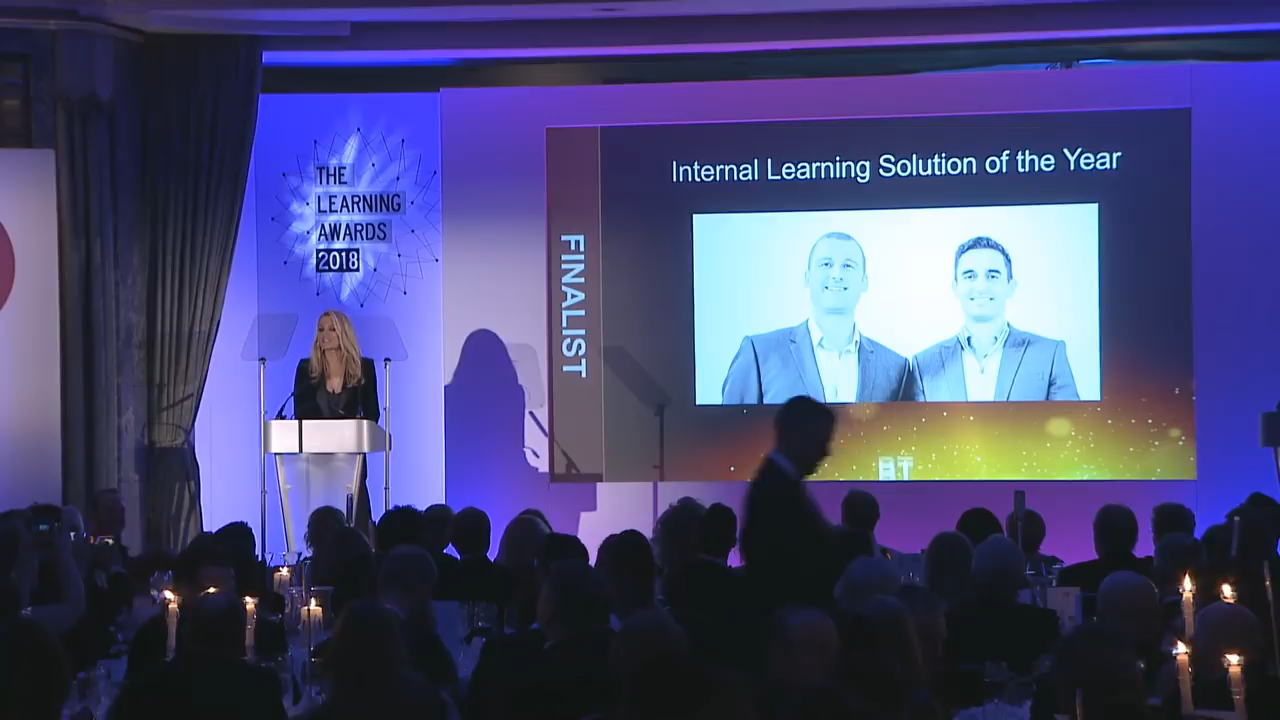 THE
LEARNING
AWARDS
2018
Internal Learning Solution of the Year
FINALIST
BT